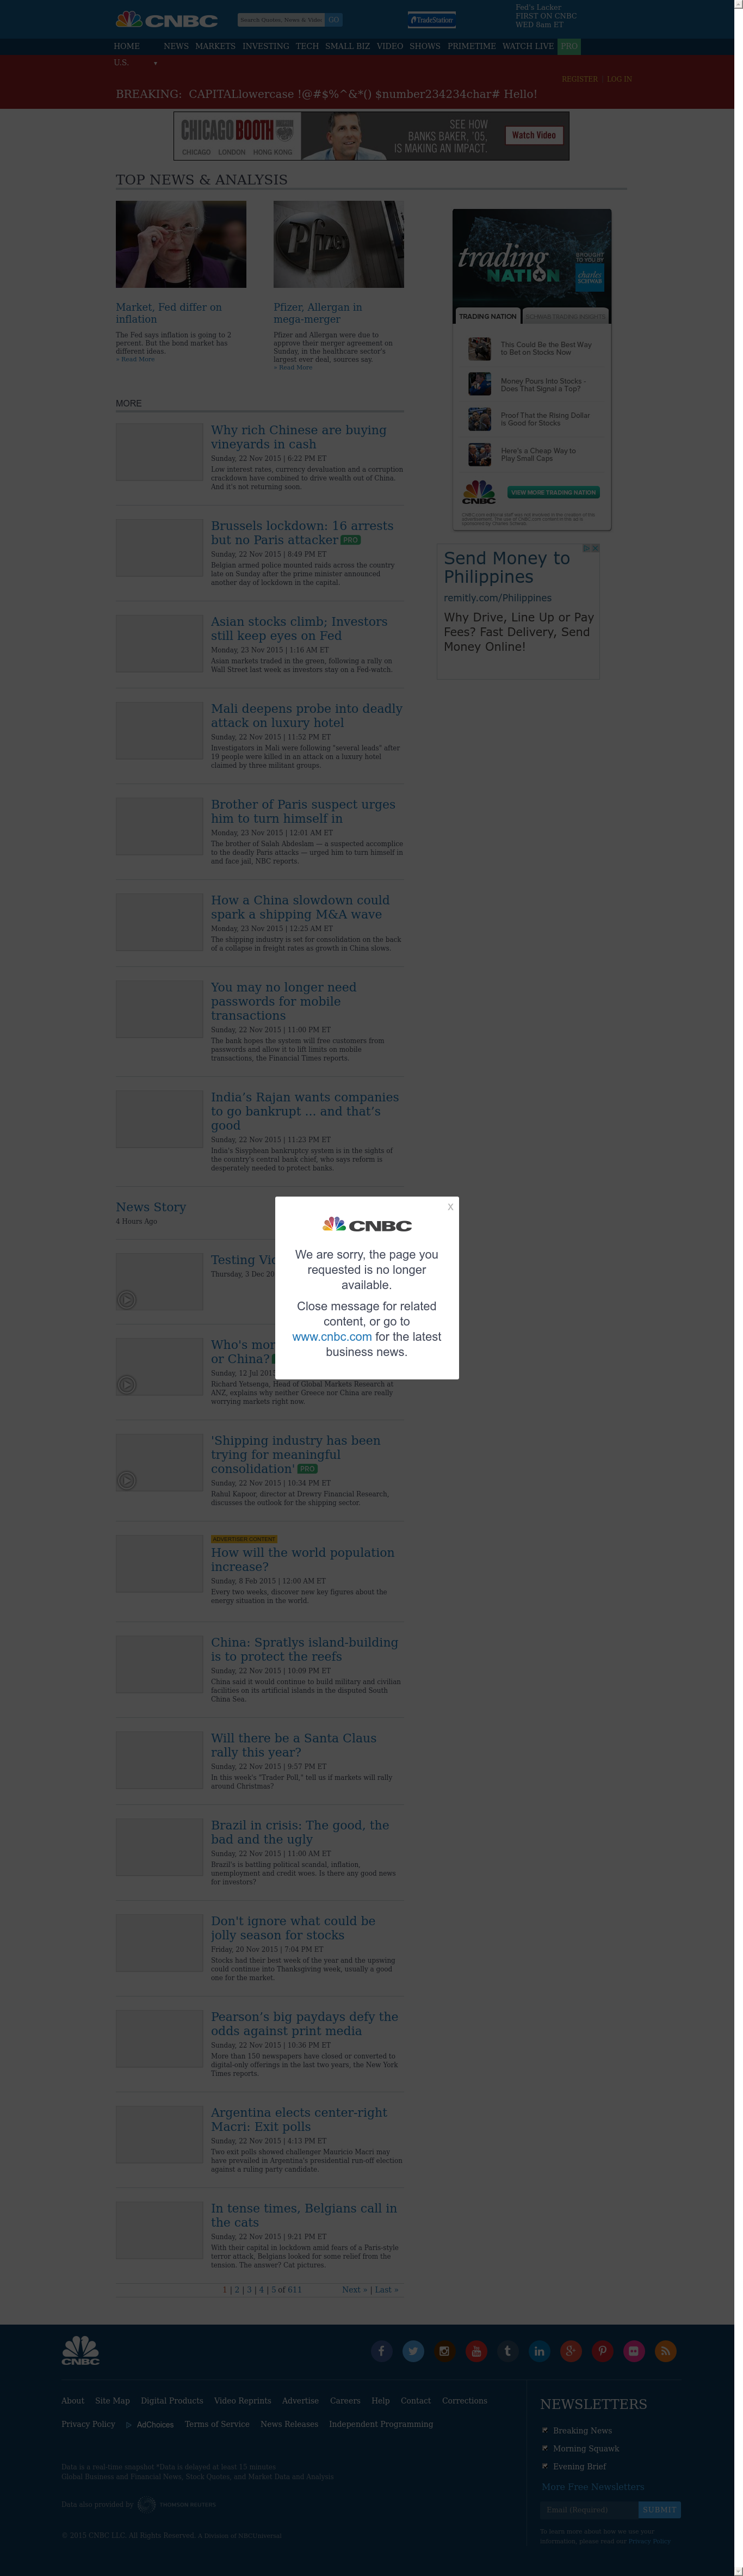 CNBC
Search Quotes, News & Video
GO
TradeStation
Fed's Lacker
FIRST ON CNBC
WED 8am ET
HOME
NEWS MARKETS INVESTING TECH SMALL BIZ VIDEO SHOWS PRIMETIME WATCH LIVE PRO
U.S.
REGISTER | LOG IN
BREAKING: CAPITALlowercase !@#$%^&*() $number234234char# Hello!
CHICAGO BOOTH
CHICAGO LONDON HONG KONG
SEE HOW
BANKS BAKER, '05,
IS MAKING AN IMPACT.
Watch Video
TOP NEWS & ANALYSIS
Pfizer
Market, Fed differ on
inflation
The Fed says inflation is going to 2
percent. But the bond market has
different ideas.
» Read More
Pfizer, Allergan in
mega-merger
Pfizer and Allergan were due to
approve their merger agreement on
Sunday, in the healthcare sector's
largest ever deal, sources say.
» Read More
trading
NATION
BROUGHT
TO YOU BY
charles
SCHWAB
TRADING NATION
SCHWAB TRADING INSIGHTS
This Could Be the Best Way
to Bet on Stocks Now
Money Pours Into Stocks -
Does That Signal a Top?
Proof That the Rising Dollar
is Good for Stocks
Here's a Cheap Way to
Play Small Caps
CNBC
VIEW MORE TRADING NATION
MORE
Why rich Chinese are buying
vineyards in cash
Sunday, 22 Nov 2015 | 6:22 PM ET
Low interest rates, currency devaluation and a corruption
crackdown have combined to drive wealth out of China.
And it's not returning soon.
Brussels lockdown: 16 arrests
but no Paris attacker PRO
Sunday, 22 Nov 2015 | 8:49 PM ET
Belgian armed police mounted raids across the country
late on Sunday after the prime minister announced
another day of lockdown in the capital.
Send Money to
Philippines
remitly.com/Philippines
Why Drive, Line Up or Pay
Fees? Fast Delivery, Send
Money Online!
Asian stocks climb; Investors
still keep eyes on Fed
Monday, 23 Nov 2015 | 1:16 AM ET
Asian markets traded in the green, following a rally on
Wall Street last week as investors stay on a Fed-watch.
Mali deepens probe into deadly
attack on luxury hotel
Sunday, 22 Nov 2015 | 11:52 PM ET
Investigators in Mali were following "several leads" after
19 people were killed in an attack on a luxury hotel
claimed by three militant groups.
Brother of Paris suspect urges
him to turn himself in
Monday, 23 Nov 2015 | 12:01 AM ET
The brother of Salah Abdeslam — a suspected accomplice
to the deadly Paris attacks — urged him to turn himself in
and face jail, NBC reports.
How a China slowdown could
spark a shipping M&A wave
Monday, 23 Nov 2015 | 12:25 AM ET
The shipping industry is set for consolidation on the back
of a collapse in freight rates as growth in China slows.
You may no longer need
passwords for mobile
transactions
Sunday, 22 Nov 2015 | 11:00 PM ET
The bank hopes the system will free customers from
passwords and allow it to lift limits on mobile
transactions, the Financial Times reports.
India's Rajan wants companies
to go bankrupt ... and that's
good
Sunday, 22 Nov 2015 | 11:23 PM ET
India's Sisyphean bankruptcy system is in the sights of
the country's central bank chief, who says reform is
desperately needed to protect banks.
News Story
4 Hours Ago
X
CNBC
We are sorry, the page you
requested is no longer
available.
Close message for related
content, or go to
www.cnbc.com for the latest
business news.
Testing Vi
Thursday, 3 Dec 20
Who's mor
or China?
Sunday, 12 Jul 201
Richard Yetsenga, Head of Global Markets Research at
ANZ, explains why neither Greece nor China are really
worrying markets right now.
'Shipping industry has been
trying for meaningful
consolidation' PRO
Sunday, 22 Nov 2015 | 10:34 PM ET
Rahul Kapoor, director at Drewry Financial Research,
discusses the outlook for the shipping sector.
ADVERTISER CONTENT
How will the world population
increase?
Sunday, 8 Feb 2015 | 12:00 AM ET
Every two weeks, discover new key figures about the
energy situation in the world.
China: Spratlys island-building
is to protect the reefs
Sunday, 22 Nov 2015 | 10:09 PM ET
China said it would continue to build military and civilian
facilities on its artificial islands in the disputed South
China Sea.
Will there be a Santa Claus
rally this year?
Sunday, 22 Nov 2015 | 9:57 PM ET
In this week's "Trader Poll," tell us if markets will rally
around Christmas?
Brazil in crisis: The good, the
bad and the ugly
Sunday, 22 Nov 2015 | 11:00 AM ET
Brazil's is battling political scandal, inflation,
unemployment and credit woes. Is there any good news
for investors?
Don't ignore what could be
jolly season for stocks
Friday, 20 Nov 2015 | 7:04 PM ET
Stocks had their best week of the year and the upswing
could continue into Thanksgiving week, usually a good
one for the market.
Pearson's big paydays defy the
odds against print media
Sunday, 22 Nov 2015 | 10:36 PM ET
More than 150 newspapers have closed or converted to
digital-only offerings in the last two years, the New York
Times reports.
Argentina elects center-right
Macri: Exit polls
Sunday, 22 Nov 2015 | 4:13 PM ET
Two exit polls showed challenger Mauricio Macri may
have prevailed in Argentina's presidential run-off election
against a ruling party candidate.
In tense times, Belgians call in
the cats
Sunday, 22 Nov 2015 | 9:21 PM ET
With their capital in lockdown amid fears of a Paris-style
terror attack, Belgians looked for some relief from the
tension. The answer? Cat pictures.
1 | 2 | 3 | 4 | 5 of 611 Next » | Last »
CNBC
About Site Map Digital Products Video Reprints Advertise Careers Help Contact Corrections
Privacy Policy AdChoices Terms of Service News Releases Independent Programming
NEWSLETTERS
Breaking News
Morning Squawk
Evening Brief
More Free Newsletters
Email (Required)
SUBMIT
To learn more about how we use your
information, please read our Privacy Policy
Data is a real-time snapshot *Data is delayed at least 15 minutes
Global Business and Financial News, Stock Quotes, and Market Data and Analysis
Data also provided by THOMSON REUTERS
© 2015 CNBC LLC. All Rights Reserved. a Division of NBCUniversal